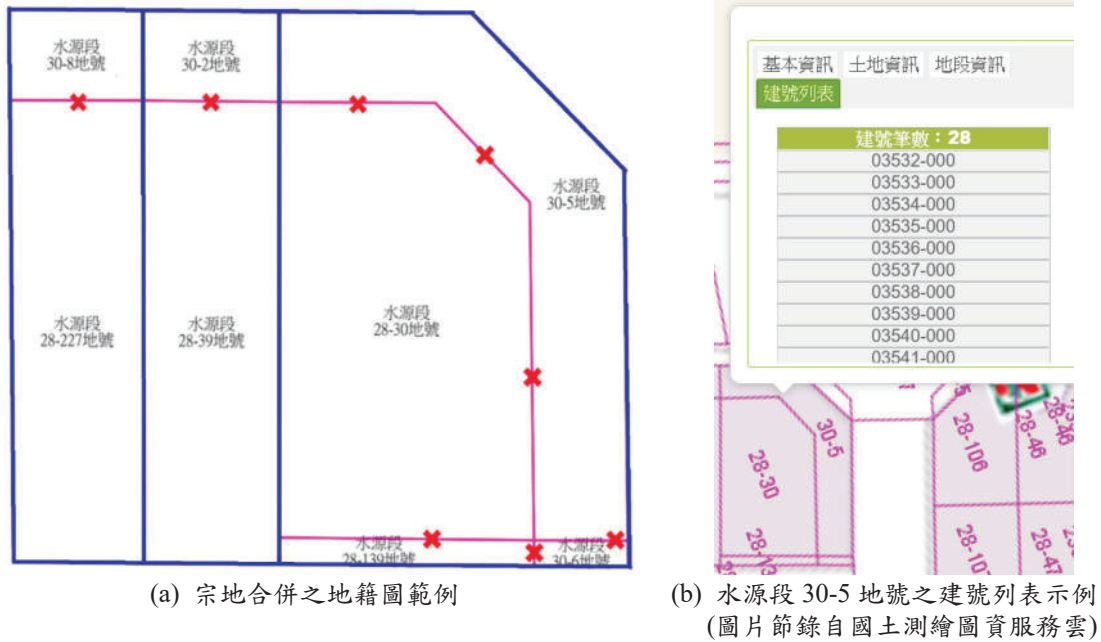 水源段
30-8地號
水源段
30-2地號
水源段
30-5地號
水源段
28-227地號
水源段
28-39地號
水源段
28-30地號
水源段
28-139地號
水源段
30-6地號
(a) 宗地合併之地籍圖範例
基本資訊 土地資訊 地段資訊
建號列表
建號筆數：28
03532-000
03533-000
03534-000
03535-000
03536-000
03537-000
03538-000
03539-000
03540-000
03541-000
30-5
28-30
28-106
28-46
28-46
28-47
(b) 水源段 30-5 地號之建號列表示例
(圖片節錄自國土測繪圖資服務雲)